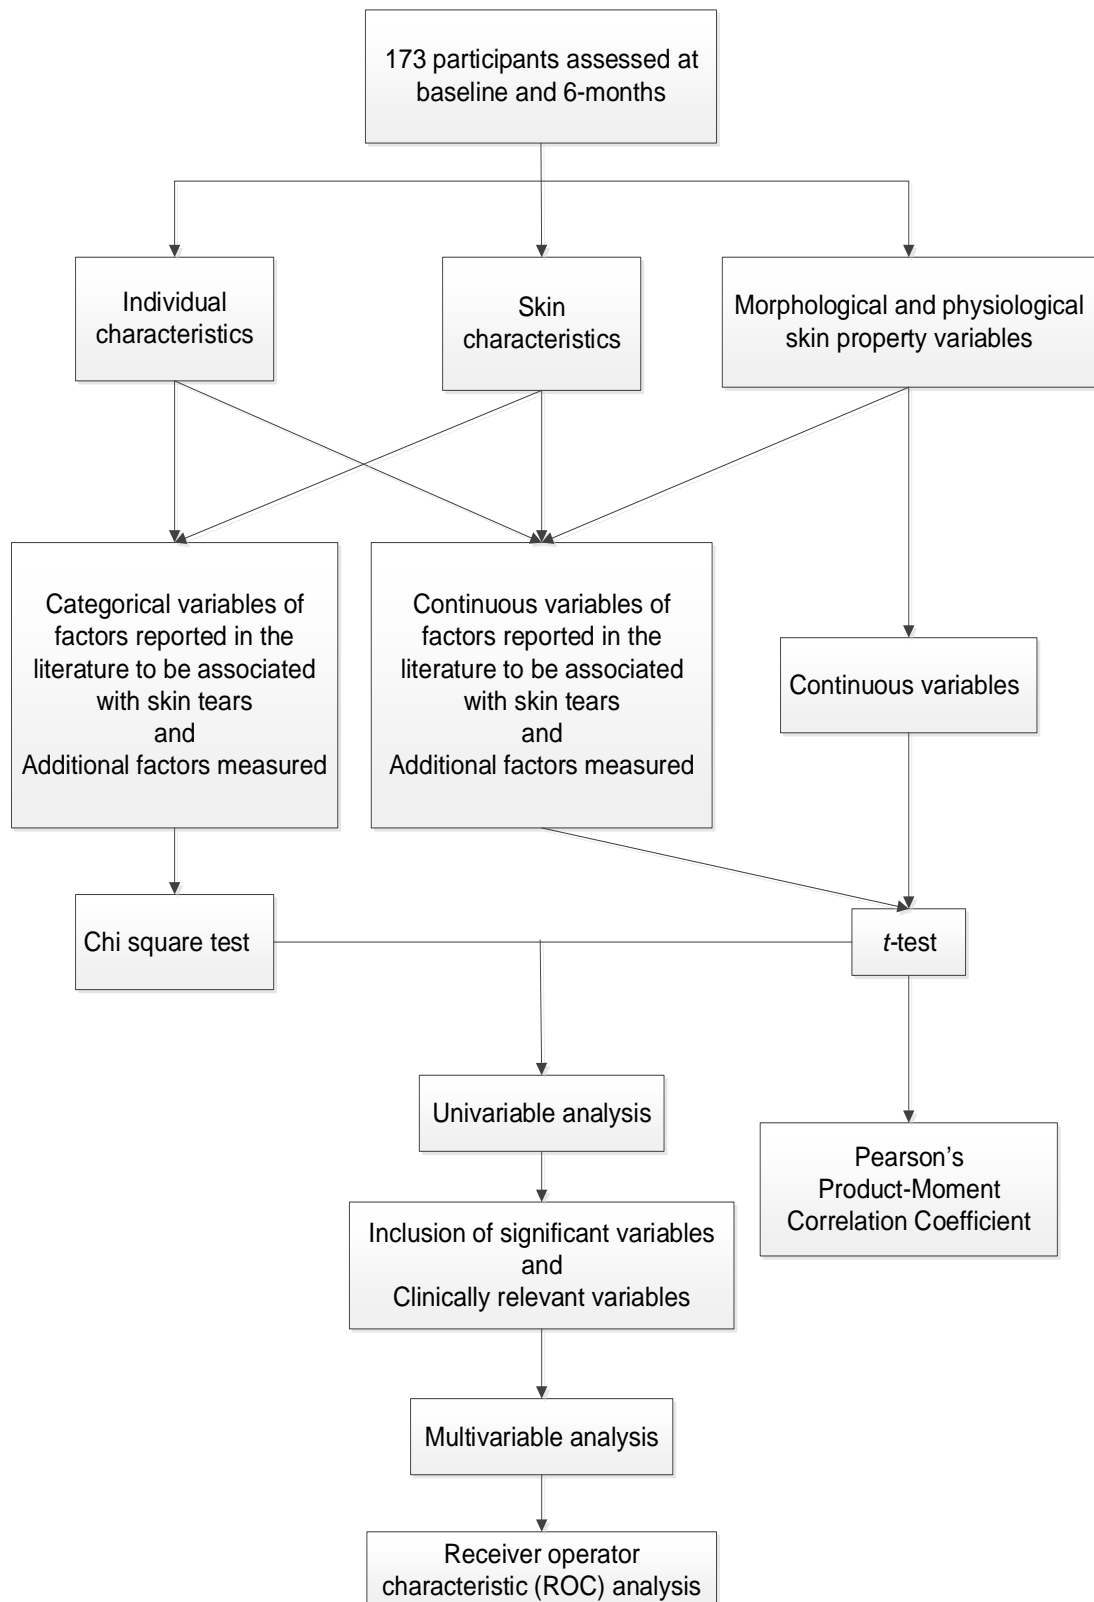 173 participants assessed at
baseline and 6-months
Individual
characteristics
Skin
characteristics
Morphological and physiological
skin property variables
Categorical variables of
factors reported in the
literature to be associated
with skin tears
and
Additional factors measured
Continuous variables of
factors reported in the
literature to be associated
with skin tears
and
Additional factors measured
Continuous variables
Chi square test
t-test
Univariable analysis
Pearson’s
Product-Moment
Correlation Coefficient
Inclusion of significant variables
and
Clinically relevant variables
Multivariable analysis
Receiver operator
characteristic (ROC) analysis